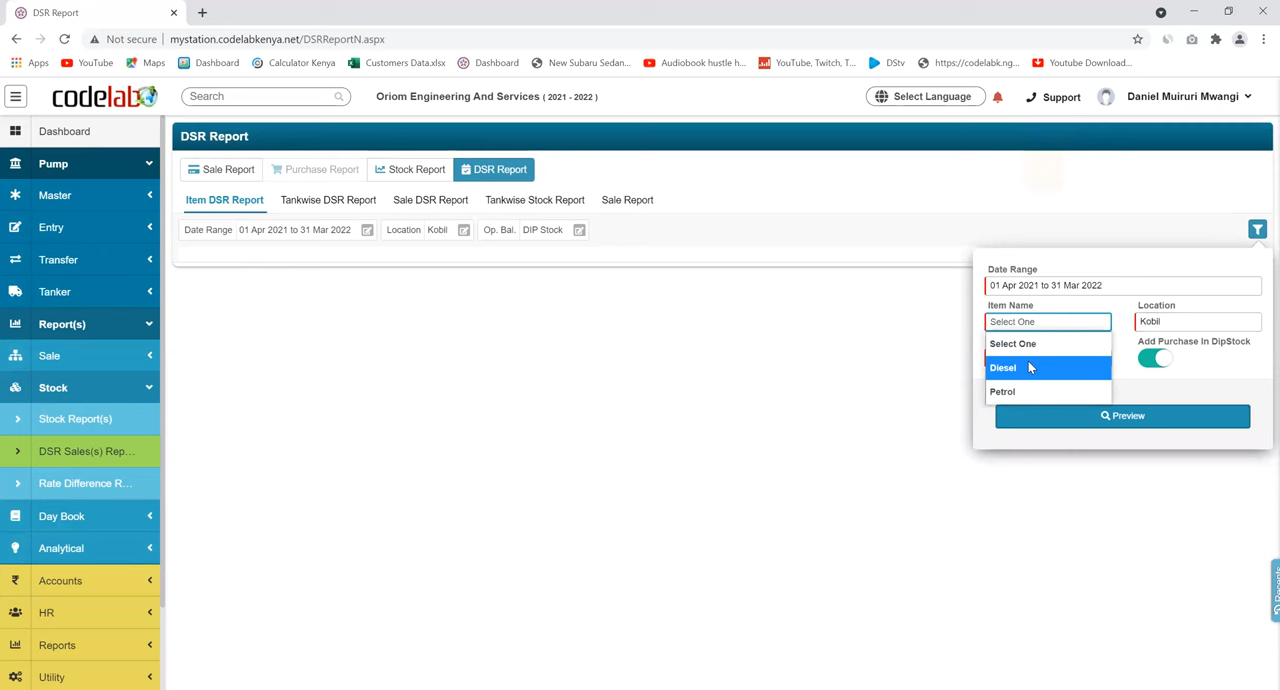 DSR Report
Not secure | mystation.codelabkenya.net/DSRReportN.aspx
Apps YouTube Maps Dashboard Calculator Kenya Customers Data.xlsx Dashboard New Subaru Sedan... Audiobook hustle h... YouTube, Twitch, T... DStv https://codelabk.ng... Youtube Download...
codelab Search Oriom Engineering And Services ( 2021 - 2022 ) Select Language Support Daniel Muiruri Mwangi
Dashboard
Pump
Master
Entry
Transfer
Tanker
Report(s)
Sale
Stock
Stock Report(s)
DSR Sales(s) Rep...
Rate Difference R...
Day Book
Analytical
Accounts
HR
Reports
Utility
DSR Report
Sale Report Purchase Report Stock Report DSR Report
Item DSR Report Tankwise DSR Report Sale DSR Report Tankwise Stock Report Sale Report
Date Range 01 Apr 2021 to 31 Mar 2022 Location Kobil Op. Bal. DIP Stock
Date Range
01 Apr 2021 to 31 Mar 2022
Item Name Location
Select One Kobil
Select One Add Purchase In DipStock
Diesel
Petrol
Preview
Recents